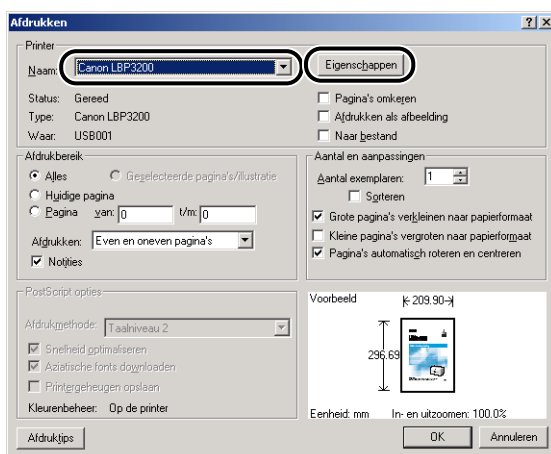 Afdrukken
Printer
Naam: Canon LBP3200 Eigenschappen
Status: Gereed Pagina's omkeren
Type: Canon LBP3200 Afdrukken als afbeelding
Waar: USB001 Naar bestand
Afdrukbereik
Alles Geselecteerde pagina's/illustratie
Huidige pagina
Pagina van: 0 t/m: 0
Afdrukken: Even en oneven pagina's
Notities
Aantal en aanpassingen
Aantal exemplaren: 1
Sorteren
Grote pagina's verkleinen naar papierformaat
Kleine pagina's vergroten naar papierformaat
Pagina's automatisch roteren en centreren
PostScript opties
Afdrukmethode: Taalniveau 2
Snelheid optimaliseren
Aziatische fonts downloaden
Printergeheugen opslaan
Kleurenbeheer: Op de printer
Voorbeeld
209.90
296.69
Eenheid: mm In- en uitzoomen: 100.0%
Afdruktips OK Annuleren